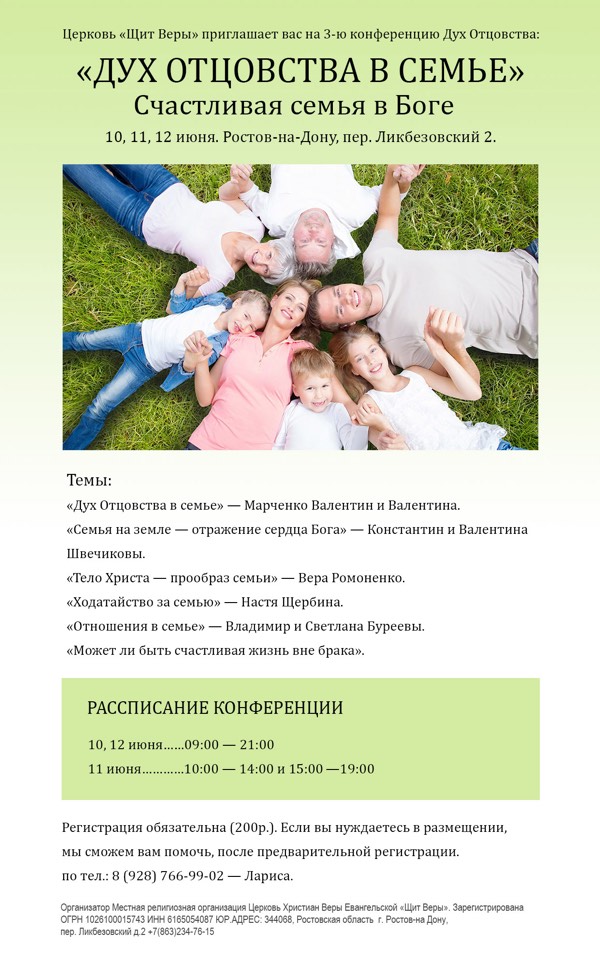 Церковь «Щит Веры» приглашает вас на 3-ю конференцию Дух Отцовства:
«ДУХ ОТЦОВСТВА В СЕМЬЕ»
Счастливая семья в Боге
10, 11, 12 июня. Ростов-на-Дону, пер. Ликбезовский 2.
Темы:
«Дух Отцовства в семье» — Марченко Валентин и Валентина.
«Семья на земле — отражение сердца Бога» — Константин и Валентина
Швечиковы.
«Тело Христа — прообраз семьи» — Вера Ромоненко.
«Ходатайство за семью» — Настя Щербина.
«Отношения в семье» — Владимир и Светлана Буреевы.
«Может ли быть счастливая жизнь вне брака».
РАССПИСАНИЕ КОНФЕРЕНЦИИ
10, 12 июня......09:00 — 21:00
11 июня............10:00 — 14:00 и 15:00 —19:00
Регистрация обязательна (200р.). Если вы нуждаетесь в размещении,
мы сможем вам помочь, после предварительной регистрации.
по тел.: 8 (928) 766-99-02 — Лариса.
Организатор Местная религиозная организация Церковь Христиан Веры Евангельской «Щит Веры». Зарегистрирована
ОГРН 1026100015743 ИНН 6165054087 ЮР.АДРЕС: 344068, Ростовская область г. Ростов-на Дону,
пер. Ликбезовский д.2 +7(863)234-76-15